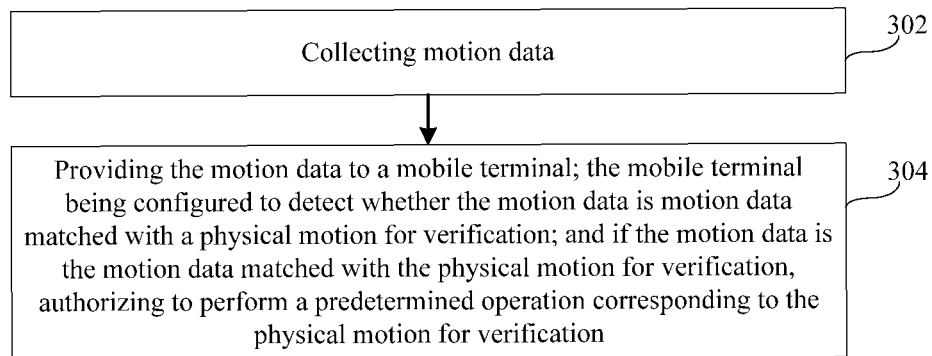 302
Collecting motion data
304
Providing the motion data to a mobile terminal; the mobile terminal
being configured to detect whether the motion data is motion data
matched with a physical motion for verification; and if the motion data is
the motion data matched with the physical motion for verification,
authorizing to perform a predetermined operation corresponding to the
physical motion for verification